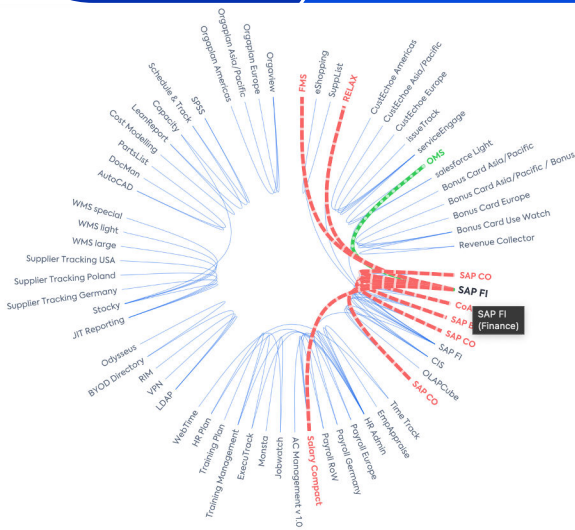 FMS
eShopping
SuppList
RELAX
CustEchoe Americas
CustEchoe Asia/Pacific
CustEchoe Europe
issueTrack
serviceEngage
salesforce Light
OMS
Bonus Card Asia/Pacific
Bonus Card Asia/Pacific / Bonus
Bonus Card Europe
Bonus Card Use Watch
Revenue Collector
SAP CO
SAP FI
CoA
SAP FI
(Finance)
SAP CO
SAP FI
CIS
OLAPCube
SAP CO
Time Track
EmpAppraise
HR Admin
Payroll Europe
Payroll Germany
Payroll RoW
Salary Compact
AC Management v 1.0
Jobwatch
Monsta
ExecuTrack
Training Management
Training Plan
HR Plan
WebTime
LDAP
VPN
RIM
BYOD Directory
Odysseus
JIT Reporting
Stocky
Supplier Tracking Germany
Supplier Tracking Poland
Supplier Tracking USA
WMS large
WMS light
WMS special
AutoCAD
DocMan
PartsList
Cost Modelling
LeanReport
Capacity
Schedule & Track
SPSS
Orgaplan Americas
Orgaplan Asia/Pacific
Orgaplan Europe
Orgaview